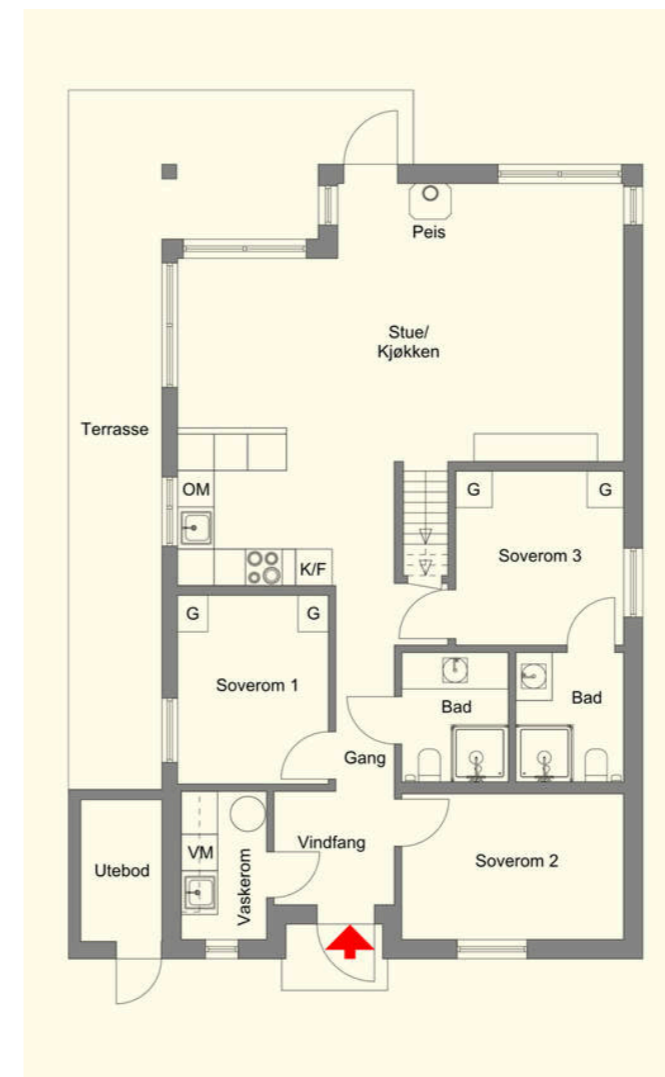 Peis
Stue/
Kjøkken
Terrasse
OM
G G
Soverom 3
K/F
G G
Soverom 1
Bad
Bad
Gang
Vindfang
VM
Vaskerom
Utebod
Soverom 2